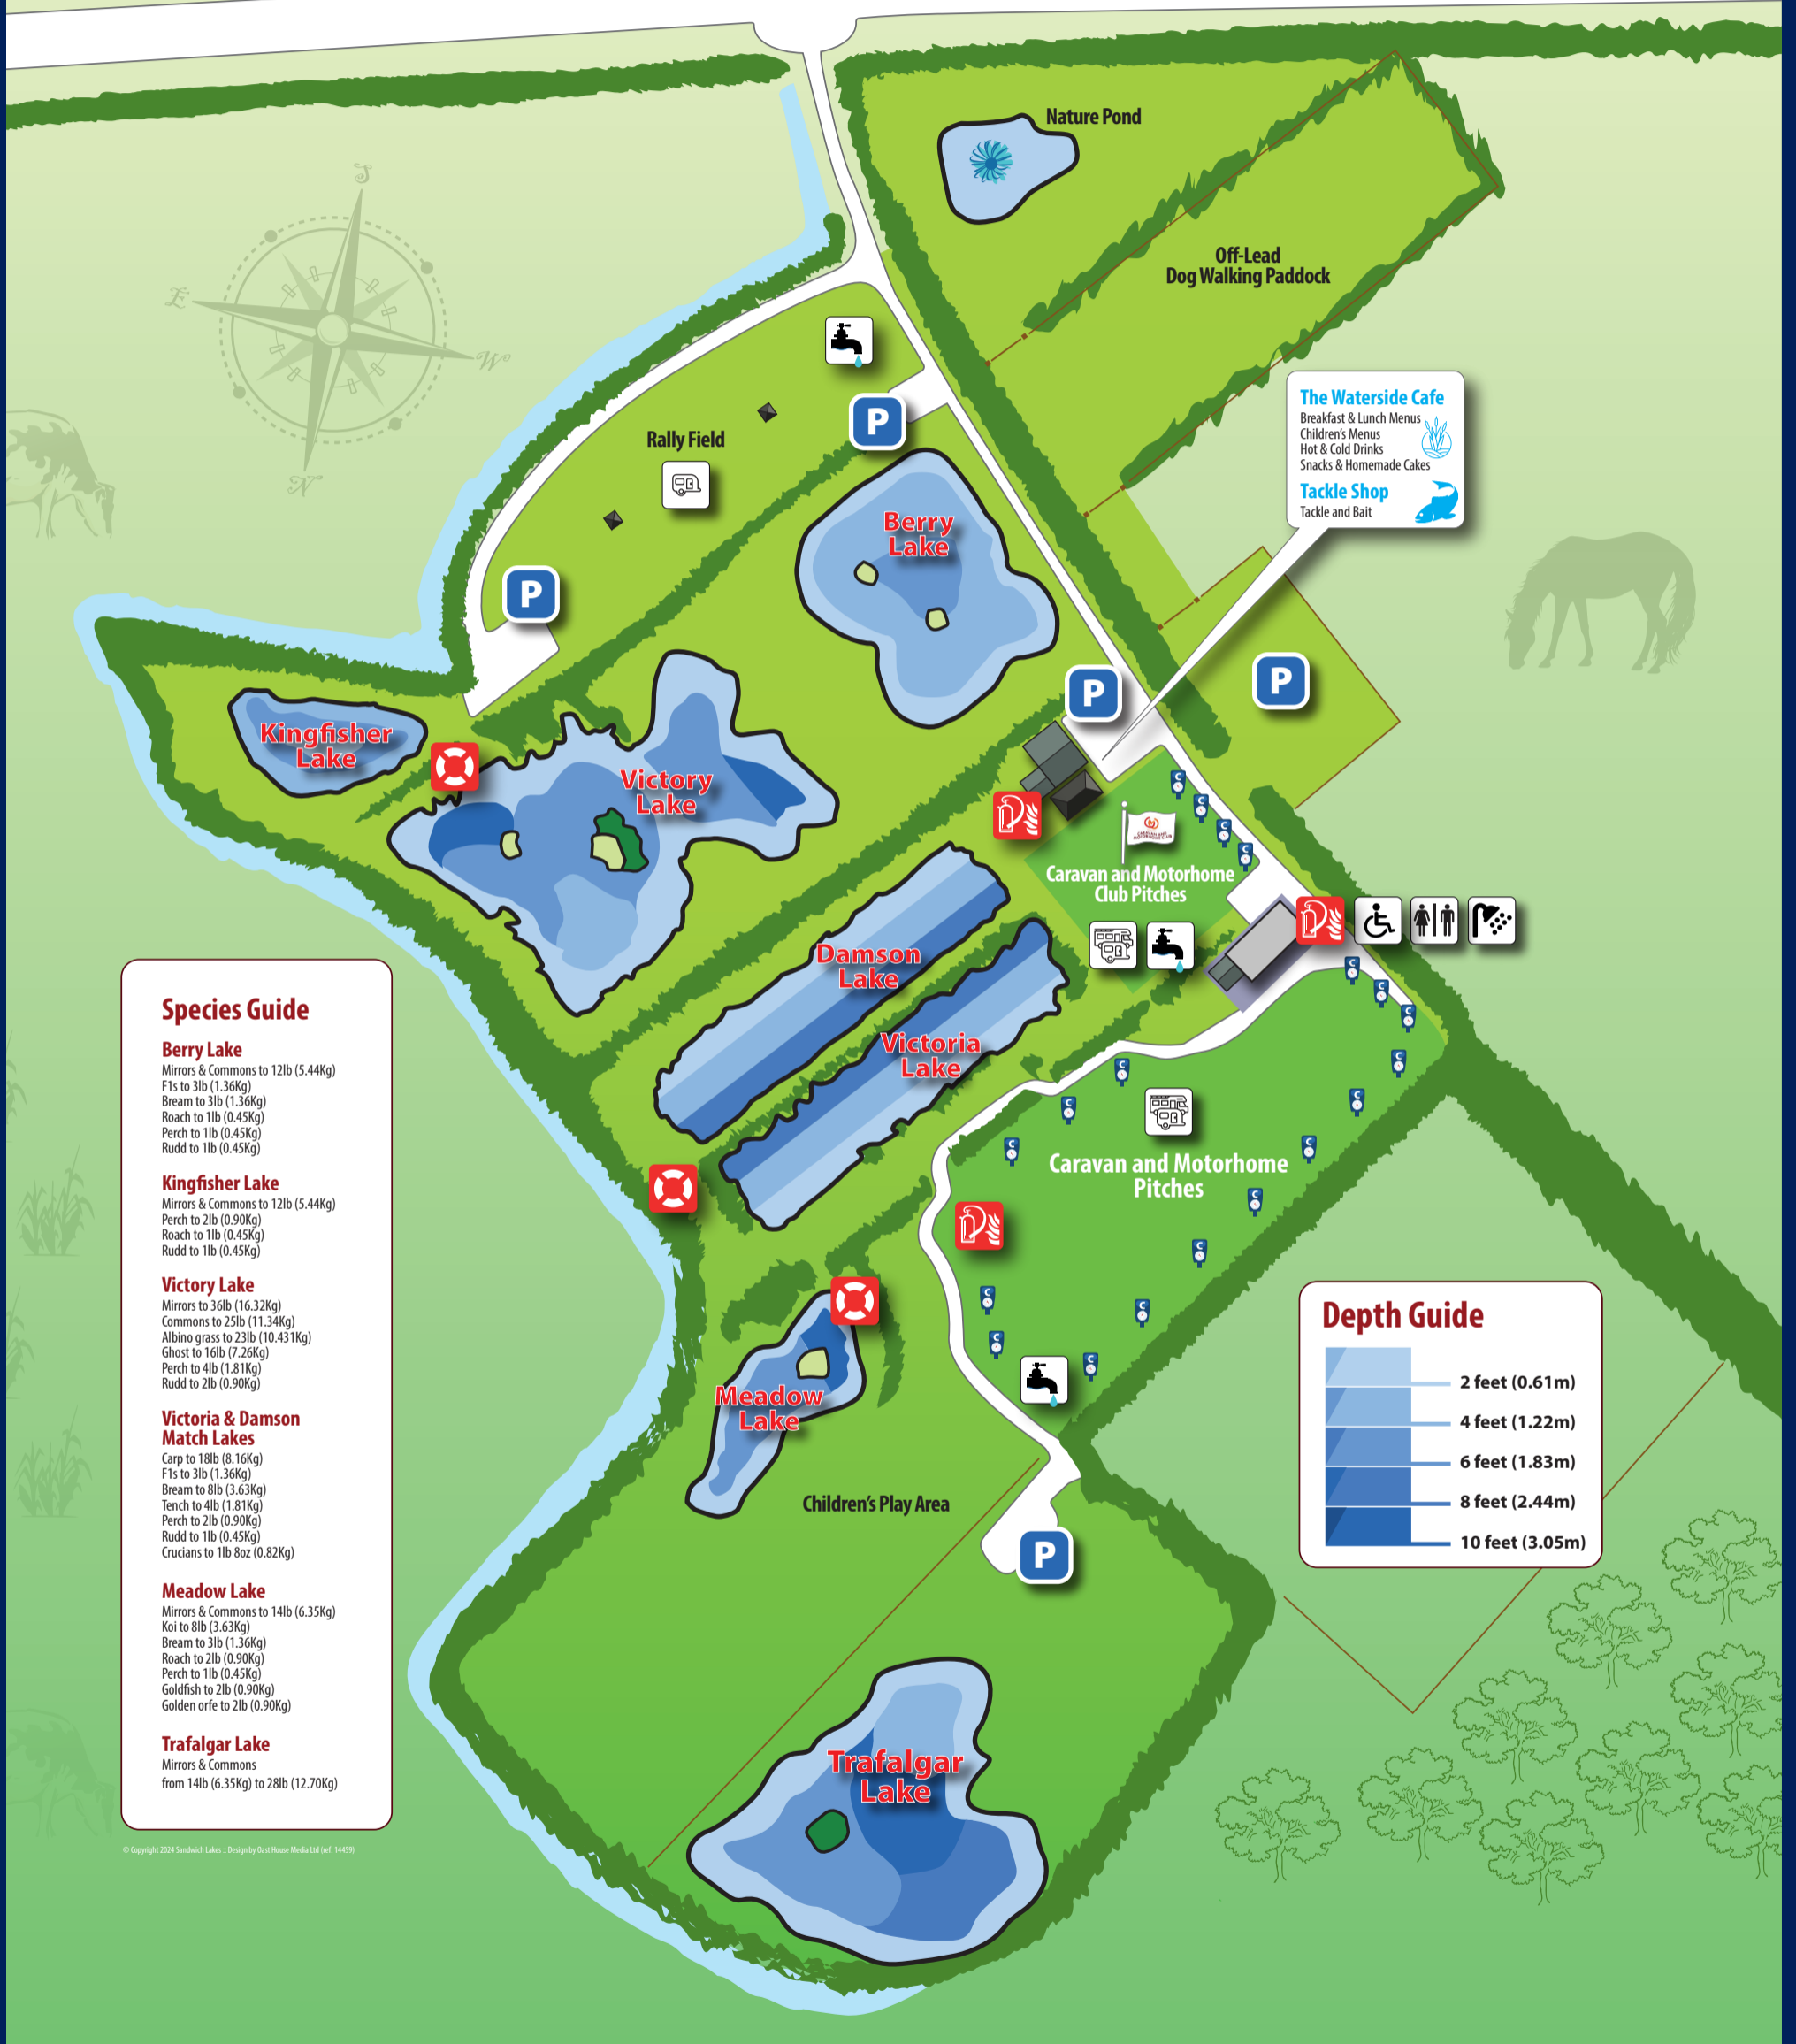 Nature Pond
Off-Lead
Dog Walking Paddock
S
E
W
N
The Waterside Cafe
Breakfast & Lunch Menus
Children's Menus
Hot & Cold Drinks
Snacks & Homemade Cakes
Tackle Shop
Tackle and Bait
P
Rally Field
Berry
Lake
P
P
P
Kingfisher
Lake
Victory
Lake
Caravan and Motorhome
Club Pitches
Damson
Lake
Victoria
Lake
Caravan and Motorhome
Pitches
Meadow
Lake
Children's Play Area
P
Trafalgar
Lake
Species Guide
Berry Lake
Mirrors & Commons to 12lb (5.44Kg)
F1s to 3lb (1.36Kg)
Bream to 3lb (1.36Kg)
Roach to 1lb (0.45Kg)
Perch to 1lb (0.45Kg)
Rudd to 1lb (0.45Kg)
Kingfisher Lake
Mirrors & Commons to 12lb (5.44Kg)
Perch to 2lb (0.90Kg)
Roach to 1lb (0.45Kg)
Rudd to 1lb (0.45Kg)
Victory Lake
Mirrors to 36lb (16.32Kg)
Commons to 25lb (11.34Kg)
Albino grass to 23lb (10.431Kg)
Ghost to 16lb (7.26Kg)
Perch to 4lb (1.81Kg)
Rudd to 2lb (0.90Kg)
Victoria & Damson
Match Lakes
Carp to 18lb (8.16Kg)
F1s to 3lb (1.36Kg)
Bream to 8lb (3.63Kg)
Tench to 4lb (1.81Kg)
Perch to 2lb (0.90Kg)
Rudd to 1lb (0.45Kg)
Crucians to 1lb 8oz (0.82Kg)
Meadow Lake
Mirrors & Commons to 14lb (6.35Kg)
Koi to 8lb (3.63Kg)
Bream to 3lb (1.36Kg)
Roach to 2lb (0.90Kg)
Perch to 1lb (0.45Kg)
Goldfish to 2lb (0.90Kg)
Golden orfe to 2lb (0.90Kg)
Trafalgar Lake
Mirrors & Commons
from 14lb (6.35Kg) to 28lb (12.70Kg)
© Copyright 2024 Sandwich Lakes :: Design by Oast House Media Ltd (ref: 14459)
Depth Guide
2 feet (0.61m)
4 feet (1.22m)
6 feet (1.83m)
8 feet (2.44m)
10 feet (3.05m)